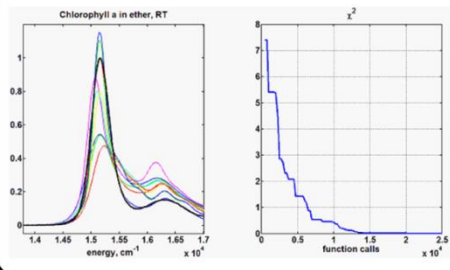 Chlorophyll a in ether, RT
1
0.8
0.6
0.4
0.2
0
1.4 1.45 1.5 1.55 1.6 1.65 1.7
energy, cm⁻¹
x 10⁴
χ²
8
7
6
5
4
3
2
1
0
0 0.5 1 1.5 2 2.5
function calls
x 10⁴